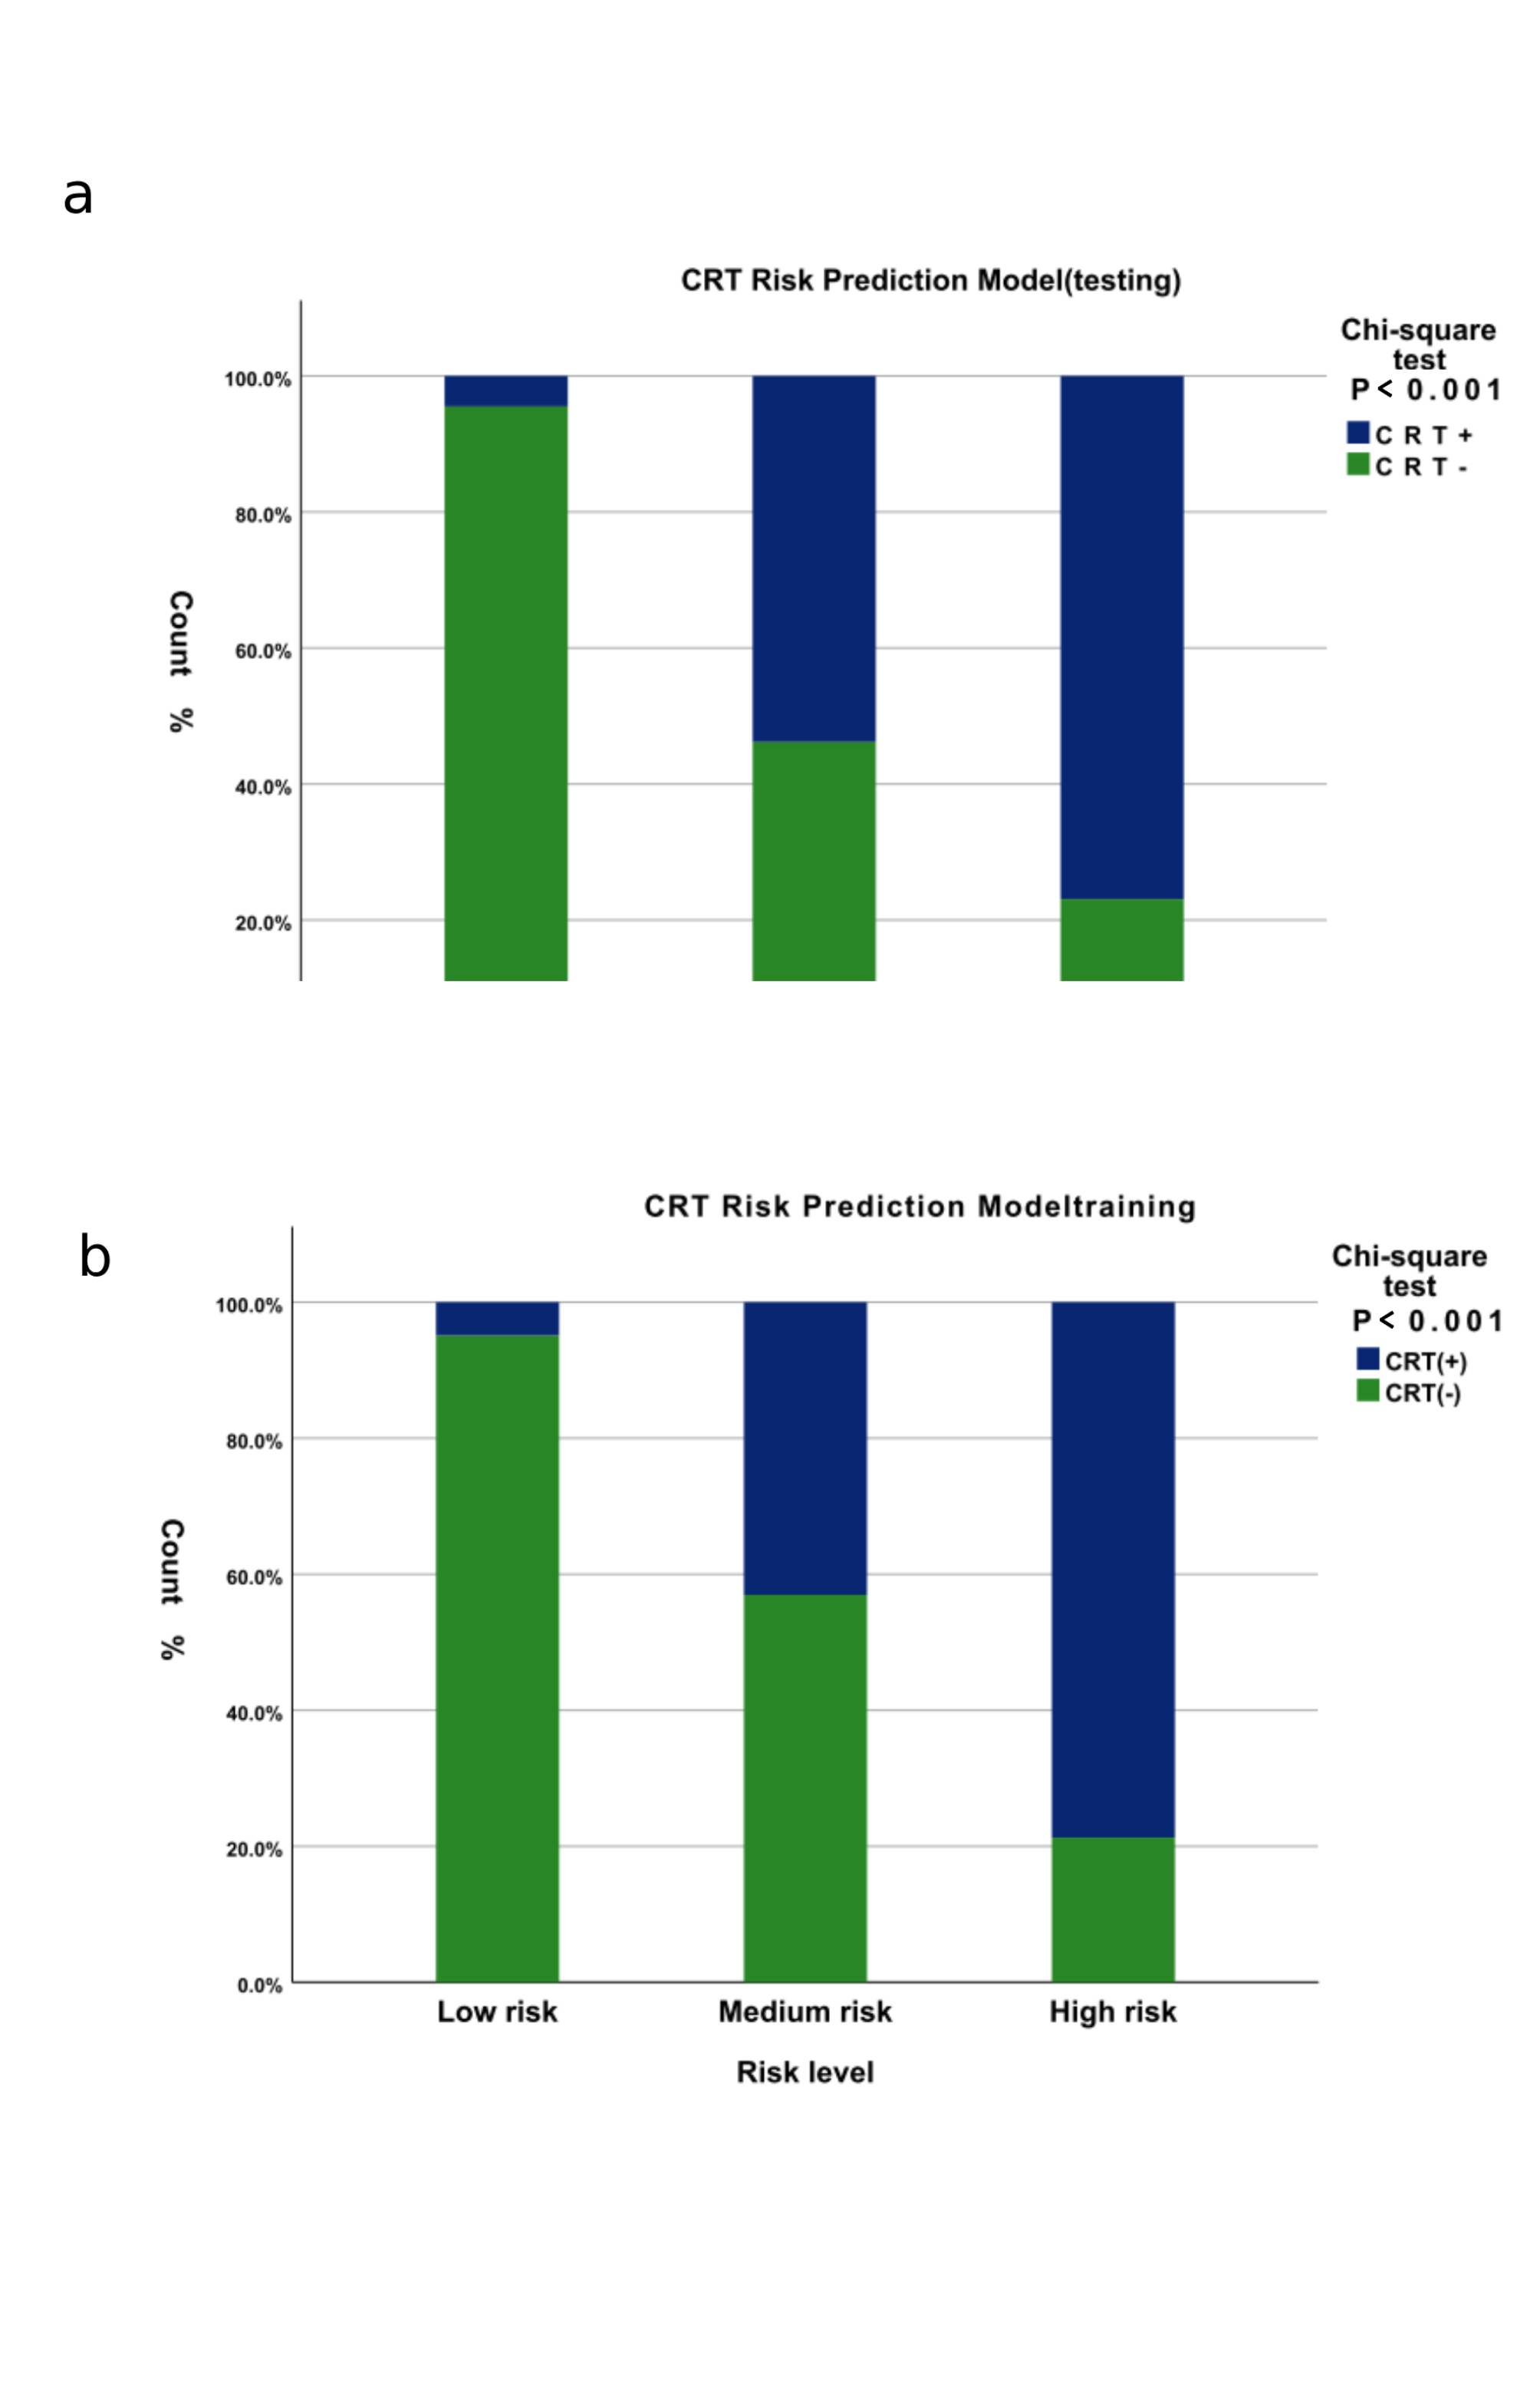 a
CRT Risk Prediction Model(testing)
Chi-square
test
P < 0.001
CRT+
CRT-
100.0%
80.0%
60.0%
40.0%
20.0%
Count %
b
CRT Risk Prediction Modeltraining
Chi-square
test
P < 0.001
CRT(+)
CRT(-)
100.0%
80.0%
60.0%
40.0%
20.0%
0.0%
Count %
Low risk Medium risk High risk
Risk level